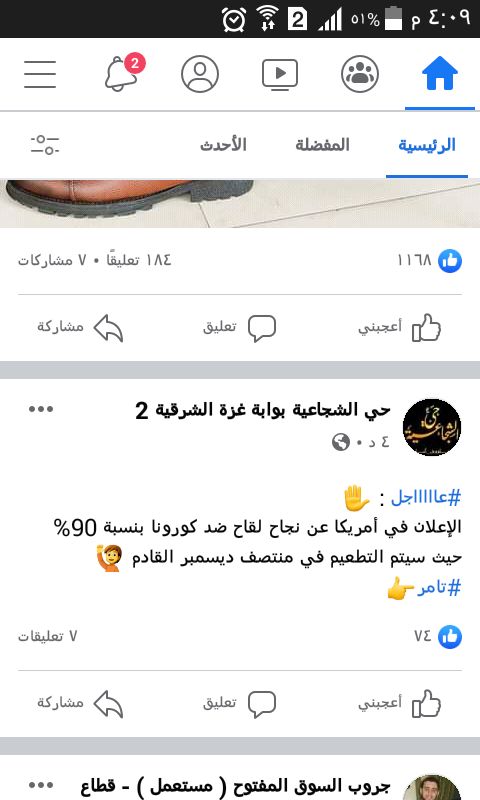 ٤:٠٩ م ٥١% 2
2
الرئيسية المفضلة الأحدث
١١٦٨ ١٨٤ تعليقًا • ٧ مشاركات
أعجبني تعليق مشاركة
حي الشجاعية بوابة غزة الشرقية 2
٤ د •
#عااااااجل : ✋
الإعلان في أمريكا عن نجاح لقاح ضد كورونا بنسبة 90%
حيث سيتم التطعيم في منتصف ديسمبر القادم 🙋
#تامر👉
٧٤ ٧ تعليقات
أعجبني تعليق مشاركة
جروب السوق المفتوح ( مستعمل ) - قطاع